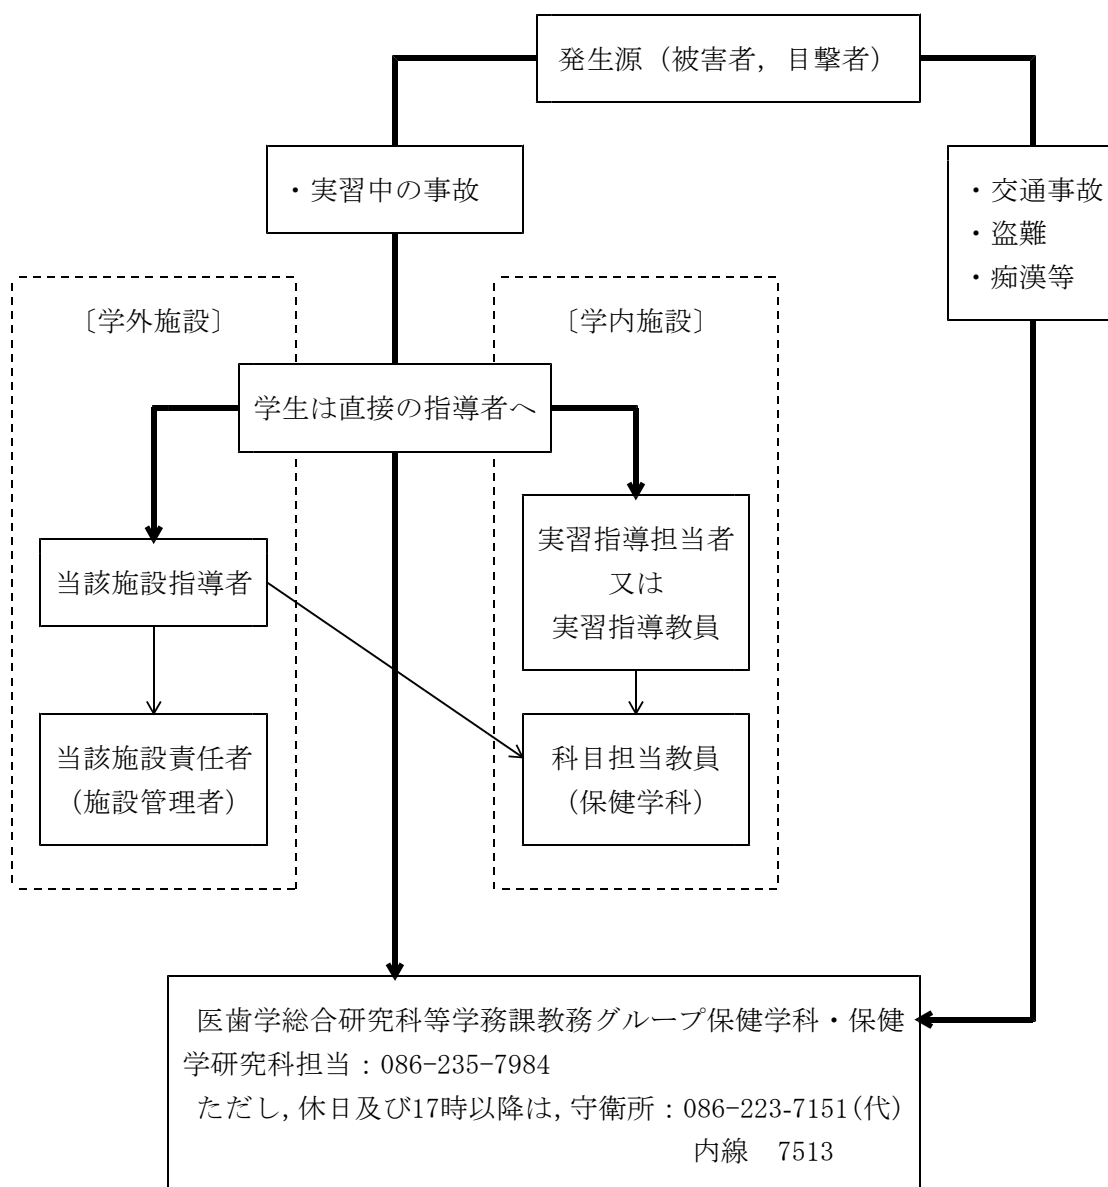 発生源（被害者，目撃者）
・実習中の事故
・交通事故
・盗難
・痴漢等
〔学外施設〕
〔学内施設〕
学生は直接の指導者へ
当該施設指導者
実習指導担当者
又は
実習指導教員
当該施設責任者
（施設管理者）
科目担当教員
（保健学科）
医歯学総合研究科等学務課教務グループ保健学科・保健
学研究科担当：086-235-7984
ただし，休日及び17時以降は，守衛所：086-223-7151(代)
内線　7513